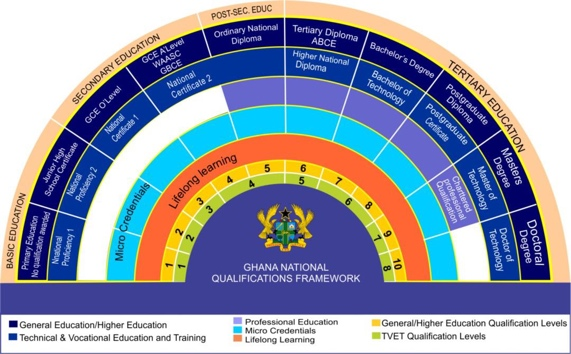 BASIC EDUCATION
SECONDARY EDUCATION
POST-SEC. EDUC
TERTIARY EDUCATION
Primary Education
No qualification awarded
Junior High
School Certificate
GCE O'Level
GCE A'Level
WAASC
GBCE
Ordinary National
Diploma
Tertiary Diploma
ABCE
Bachelor's Degree
Postgraduate
Diploma
Masters
Degree
Doctoral/
Degree
National
Proficiency 1
National
Proficiency 2
National
Certificate 1
National
Certificate 2
Higher National
Diploma
Bachelor of
Technology
Postgraduate
Certificate
Master of
Technology
Doctor of
Technology
Chartered
Professional
Qualification
Micro Credentials
Lifelong learning
1
2
3
4
5
6
7
8
9
10
1
2
3
4
5
6
7
8
GHANA NATIONAL
QUALIFICATIONS FRAMEWORK
General Education/Higher Education
Technical & Vocational Education and Training
Professional Education
Micro Credentials
Lifelong Learning
General/Higher Education Qualification Levels
TVET Qualification Levels